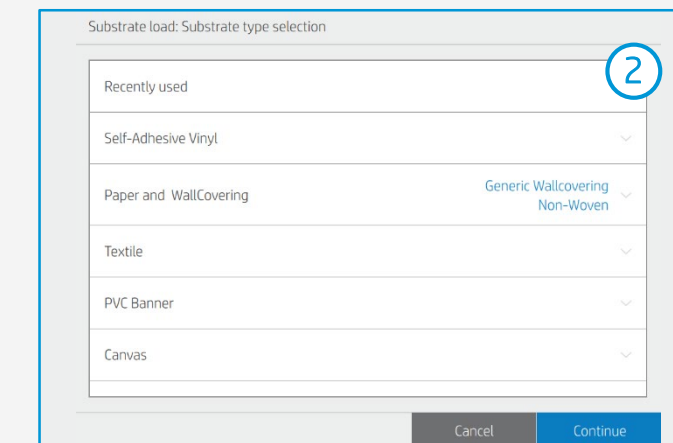 Substrate load: Substrate type selection
2
Recently used
Self-Adhesive Vinyl
Paper and WallCovering
Generic Wallcovering
Non-Woven
Textile
PVC Banner
Canvas
Cancel
Continue